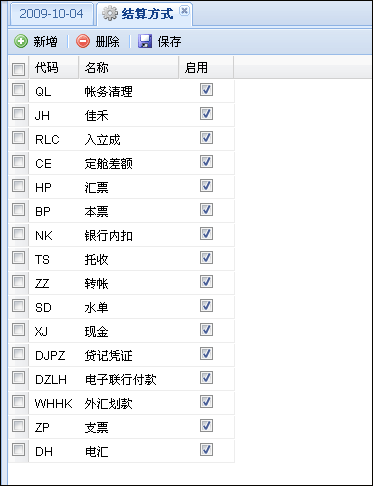 2009-10-04 结算方式
新增 删除 保存
代码 名称 启用
QL 帐务清理
JH 佳禾
RLC 入立成
CE 定舱差额
HP 汇票
BP 本票
NK 银行内扣
TS 托收
ZZ 转帐
SD 水单
XJ 现金
DJPZ 贷记凭证
DZLH 电子联行付款
WHHK 外汇划款
ZP 支票
DH 电汇